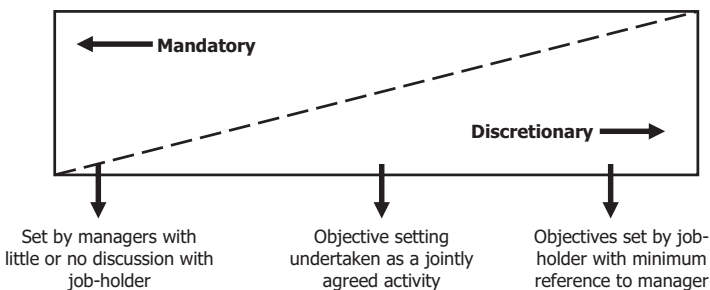 Mandatory
Discretionary
Set by managers with
little or no discussion with
job-holder
Objective setting
undertaken as a jointly
agreed activity
Objectives set by job-
holder with minimum
reference to manager